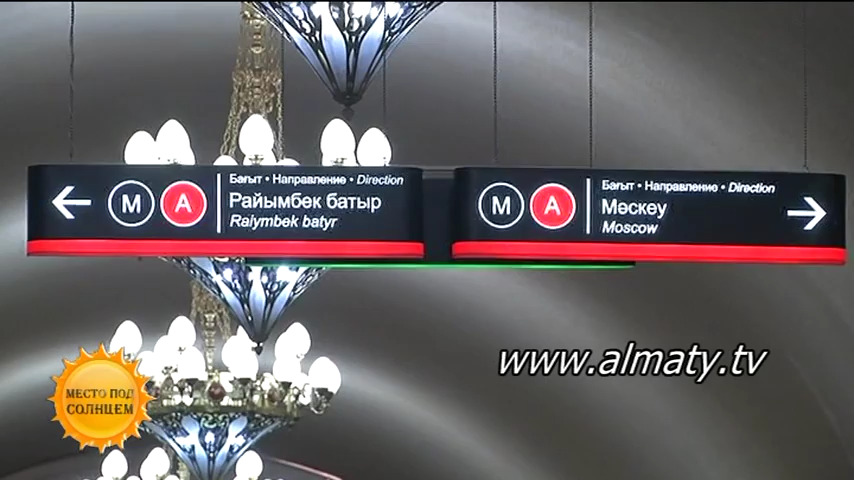 M A
Бағыт • Направление • Direction
Райымбек батыр
Raiymbek batyr
M A
Бағыт • Направление • Direction
Мәскеу
Moscow
www.almaty.tv
МЕСТО ПОД
СОЛНЦЕМ